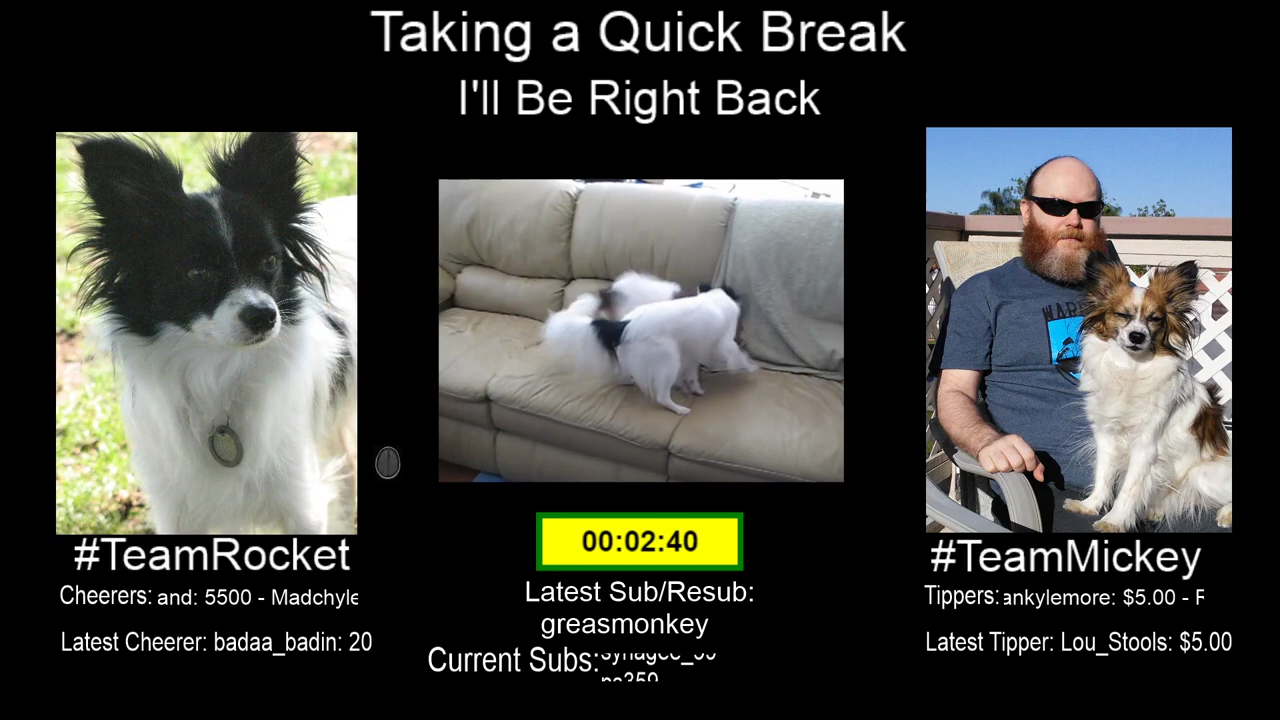 Taking a Quick Break
I'll Be Right Back
#TeamRocket
Cheerers: and: 5500 - Madchyle
Latest Cheerer: badaa_badin: 20
00:02:40
Latest Sub/Resub:
greasmonkey
Current Subs:
#TeamMickey
Tippers: ankylemore: $5.00 -
Latest Tipper: Lou_Stools: $5.00